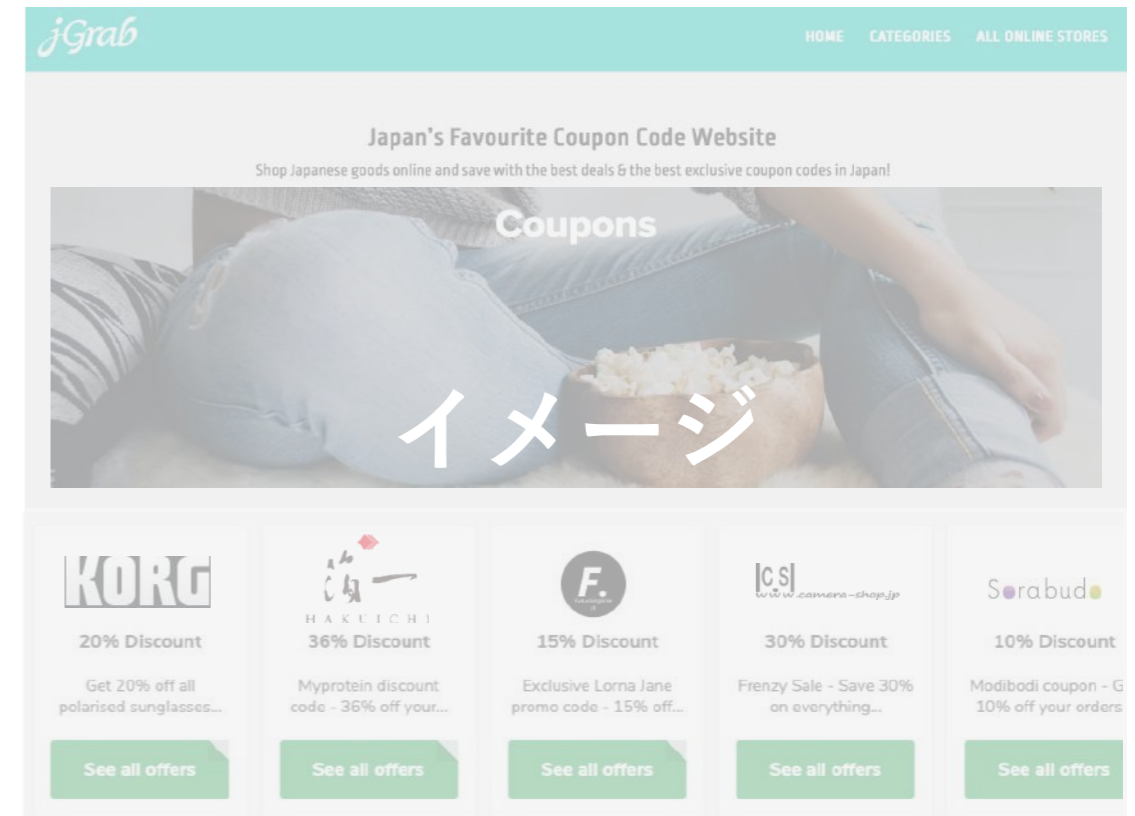 jGrab
HOME CATEGORIES ALL ONLINE STORES
Japan's Favourite Coupon Code Website
Shop Japanese goods online and save with the best deals & the best exclusive coupon codes in Japan!
Coupons
イメージ
KORG
20% Discount
Get 20% off all
polarised sunglasses...
See all offers
箔一
HAKUICHI
36% Discount
Myprotein discount
code - 36% off your...
See all offers
F.
15% Discount
Exclusive Lorna Jane
promo code - 15% off...
See all offers
CS
www.camera-shop.jp
30% Discount
Frenzy Sale - Save 30%
on everything...
See all offers
Sorabudo
10% Discount
Modibodi coupon - G
10% off your orders
See all offers